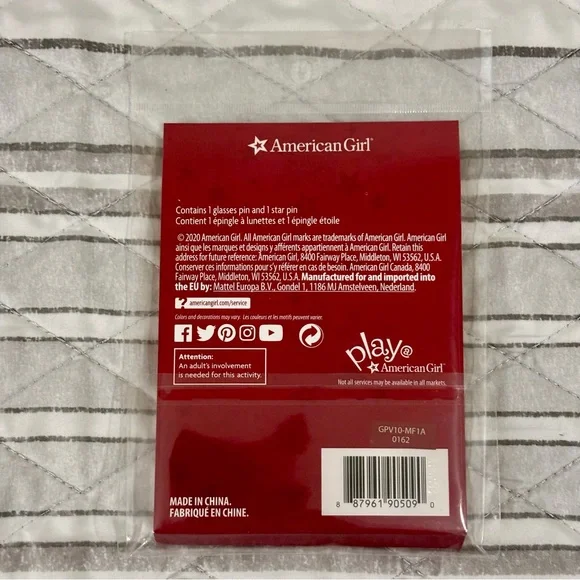 American Girl®
Contains 1 glasses pin and 1 star pin
Contient 1 épingle à lunettes et 1 épingle étoile
© 2020 American Girl. All American Girl marks are trademarks of American Girl. American Girl
ainsi que les marques et designs y afférents appartiennent à American Girl. Retain this
address for future reference: American Girl, 8400 Fairway Place, Middleton, WI 53562, U.S.A.
Conserver ces informations pour s'y référer en cas de besoin. American Girl Canada, 8400
Fairway Place, Middleton, WI 53562, U.S.A. Manufactured for and imported into
the EU by: Mattel Europa B.V., Gondel 1, 1186 MJ Amstelveen, Nederland.
? americangirl.com/service
Colors and decorations may vary. Les couleurs et les motifs peuvent varier.
Attention:
An adult's involvement
is needed for this activity.
play@
American Girl®
Not all services may be available in all markets.
GPV10-MF1A
0162
8 87961 90509 0
MADE IN CHINA.
FABRIQUÉ EN CHINE.